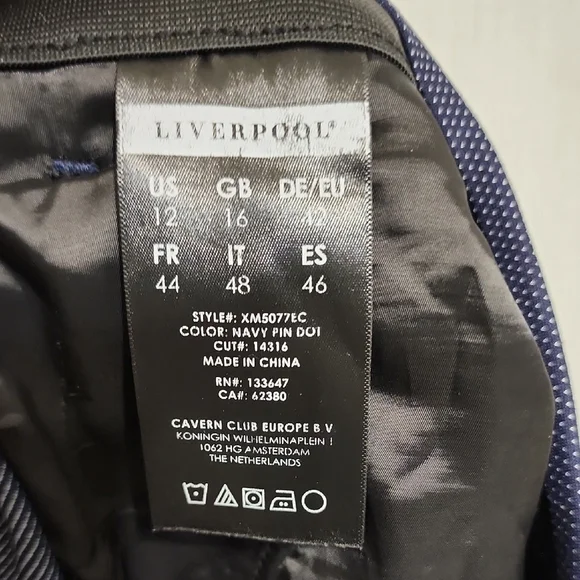 LIVERPOOL®
US GB DE/EU
12 16 42
FR IT ES
44 48 46
STYLE#: XM5077EC
COLOR: NAVY PIN DOT
CUT#: 14316
MADE IN CHINA
RN#: 133647
CA#: 62380
CAVERN CLUB EUROPE B V
KONINGIN WILHELMINAPLEIN 1
1062 HG AMSTERDAM
THE NETHERLANDS